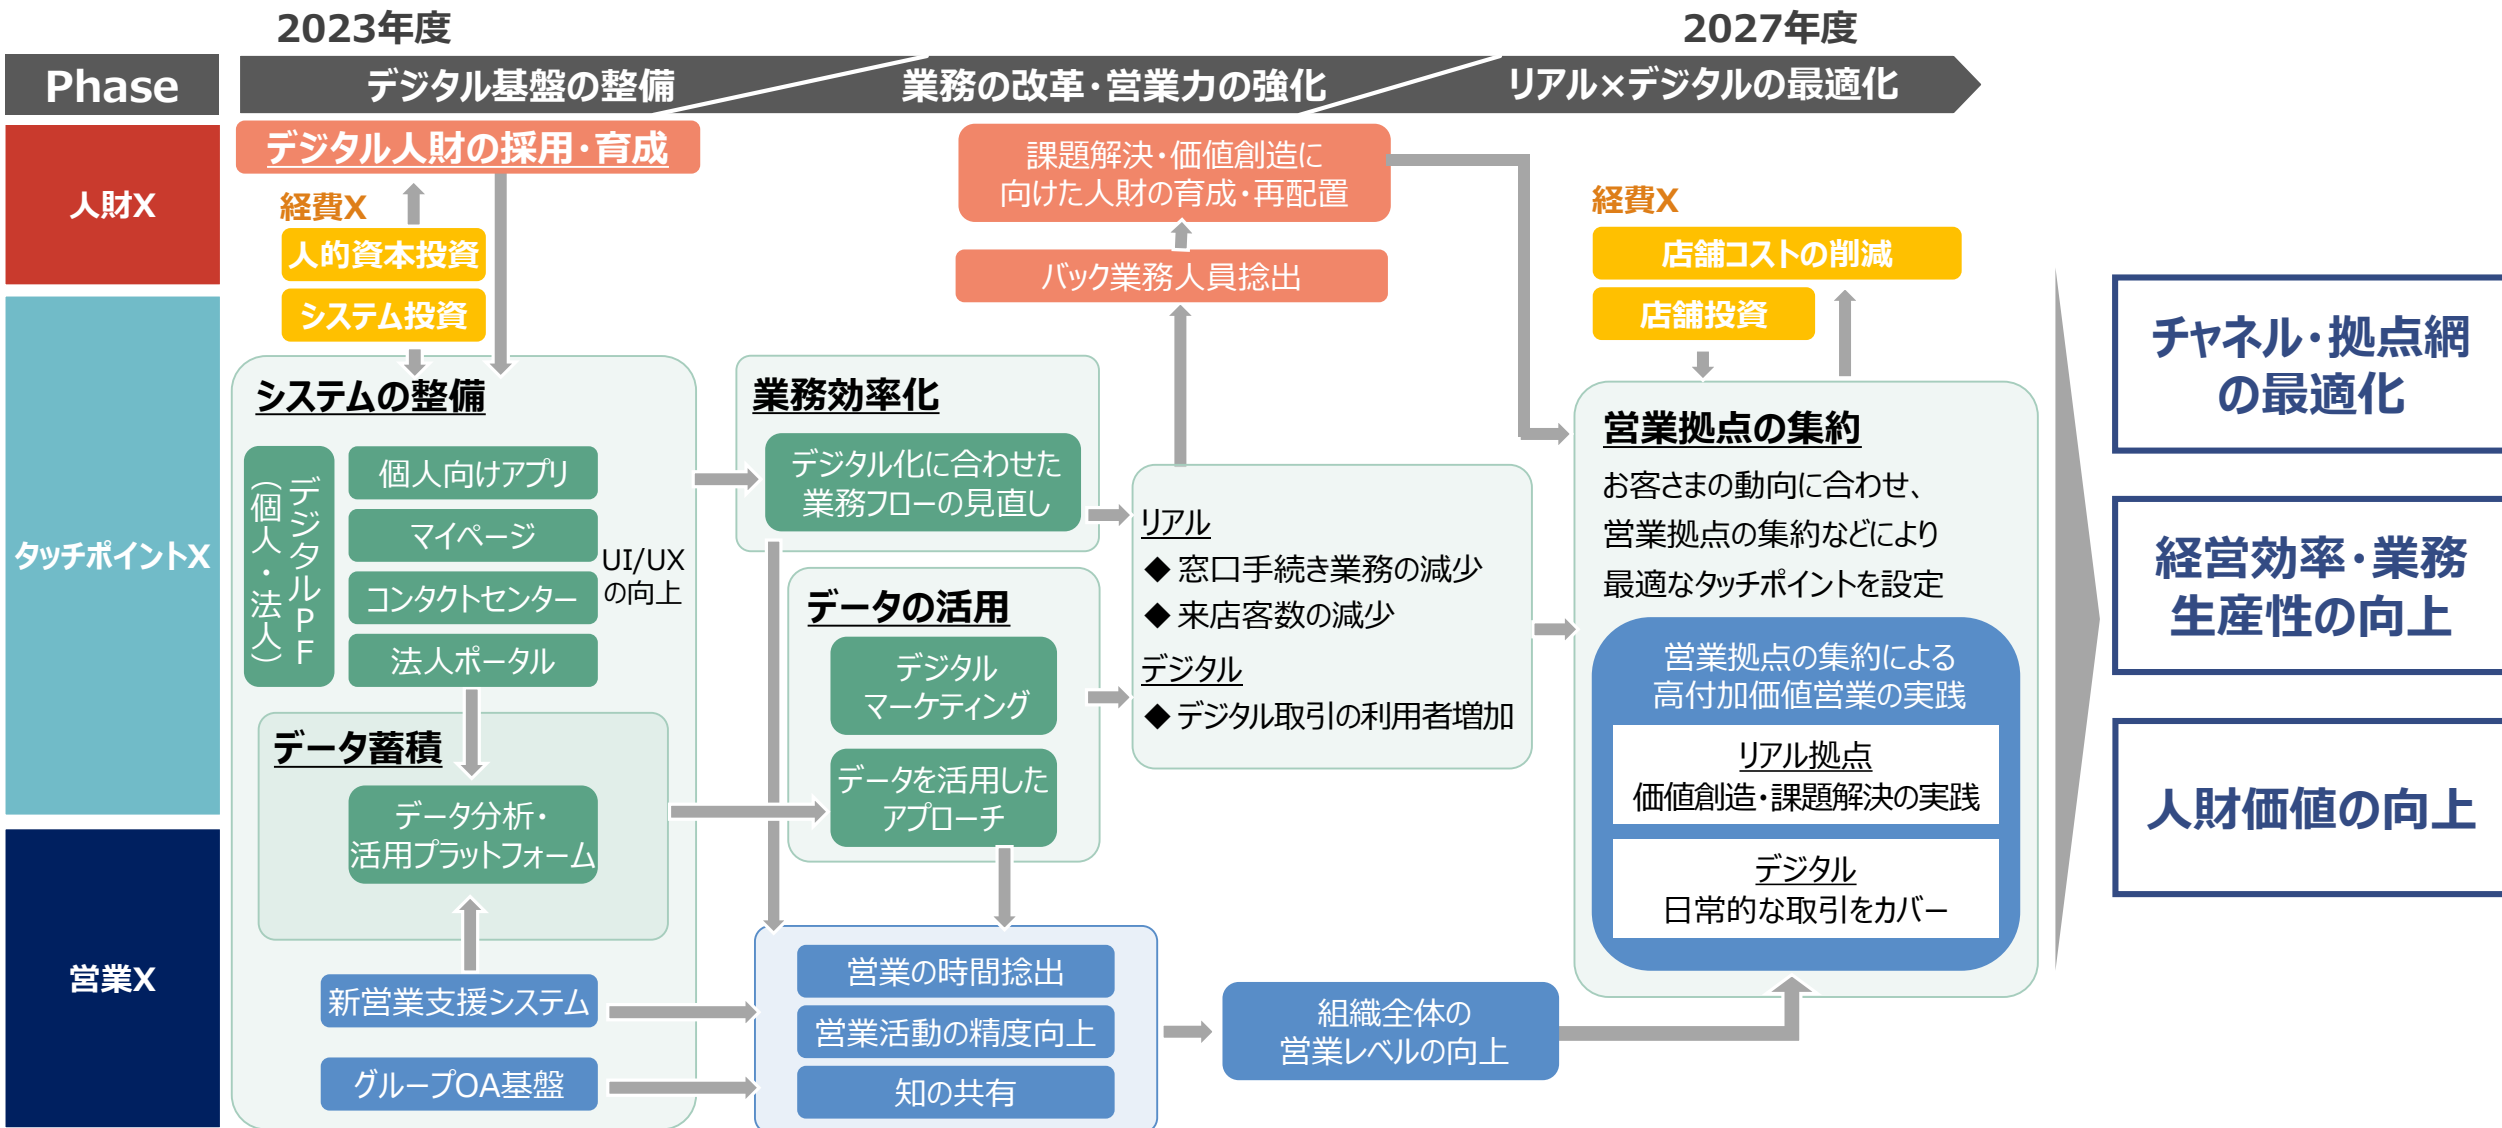 2023年度
2027年度
Phase
デジタル基盤の整備
業務の改革・営業力の強化
リアル×デジタルの最適化
人財X
タッチポイントX
営業X
デジタル人財の採用・育成
経費X
人的資本投資
システム投資
システムの整備
デジタルPF
（個人・法人）
個人向けアプリ
マイページ
コンタクトセンター
法人ポータル
UI/UX
の向上
データ蓄積
データ分析・
活用プラットフォーム
新営業支援システム
グループOA基盤
業務効率化
デジタル化に合わせた
業務フローの見直し
データの活用
デジタル
マーケティング
データを活用した
アプローチ
営業の時間捻出
営業活動の精度向上
知の共有
課題解決・価値創造に
向けた人財の育成・再配置
バック業務人員捻出
リアル
◆ 窓口手続き業務の減少
◆ 来店客数の減少
デジタル
◆ デジタル取引の利用者増加
組織全体の
営業レベルの向上
経費X
店舗コストの削減
店舗投資
営業拠点の集約
お客さまの動向に合わせ、
営業拠点の集約などにより
最適なタッチポイントを設定
営業拠点の集約による
高付加価値営業の実践
リアル拠点
価値創造・課題解決の実践
デジタル
日常的な取引をカバー
チャネル・拠点網
の最適化
経営効率・業務
生産性の向上
人財価値の向上